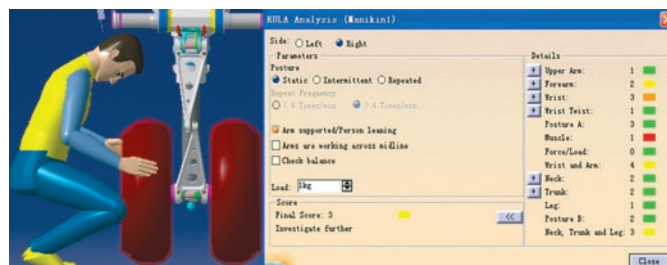 RULA Analysis (Manikin1)
Side: Left Right
Parameters
Posture
Static Intermittent Repeated
Repeat Frequency
< 4 Times/min. > 4 Times/min.
Arm supported/Person leaning
Arms are working across midline
Check balance
Load: 1kg
Score
Final Score: 3
Investigate further
<<
Details
+ Upper Arm: 1
+ Forearm: 2
+ Wrist: 3
+ Wrist Twist: 1
Posture A: 3
Muscle: 1
Force/Load: 0
Wrist and Arm: 4
+ Neck: 2
+ Trunk: 2
Leg: 1
Posture B: 2
Neck, Trunk and Leg: 3
Close